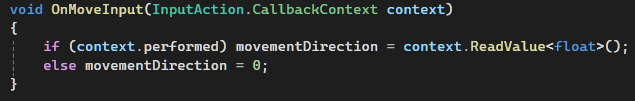 void OnMoveInput(InputAction.CallbackContext context)
{
    if (context.performed) movementDirection = context.ReadValue<float>();
    else movementDirection = 0;
}